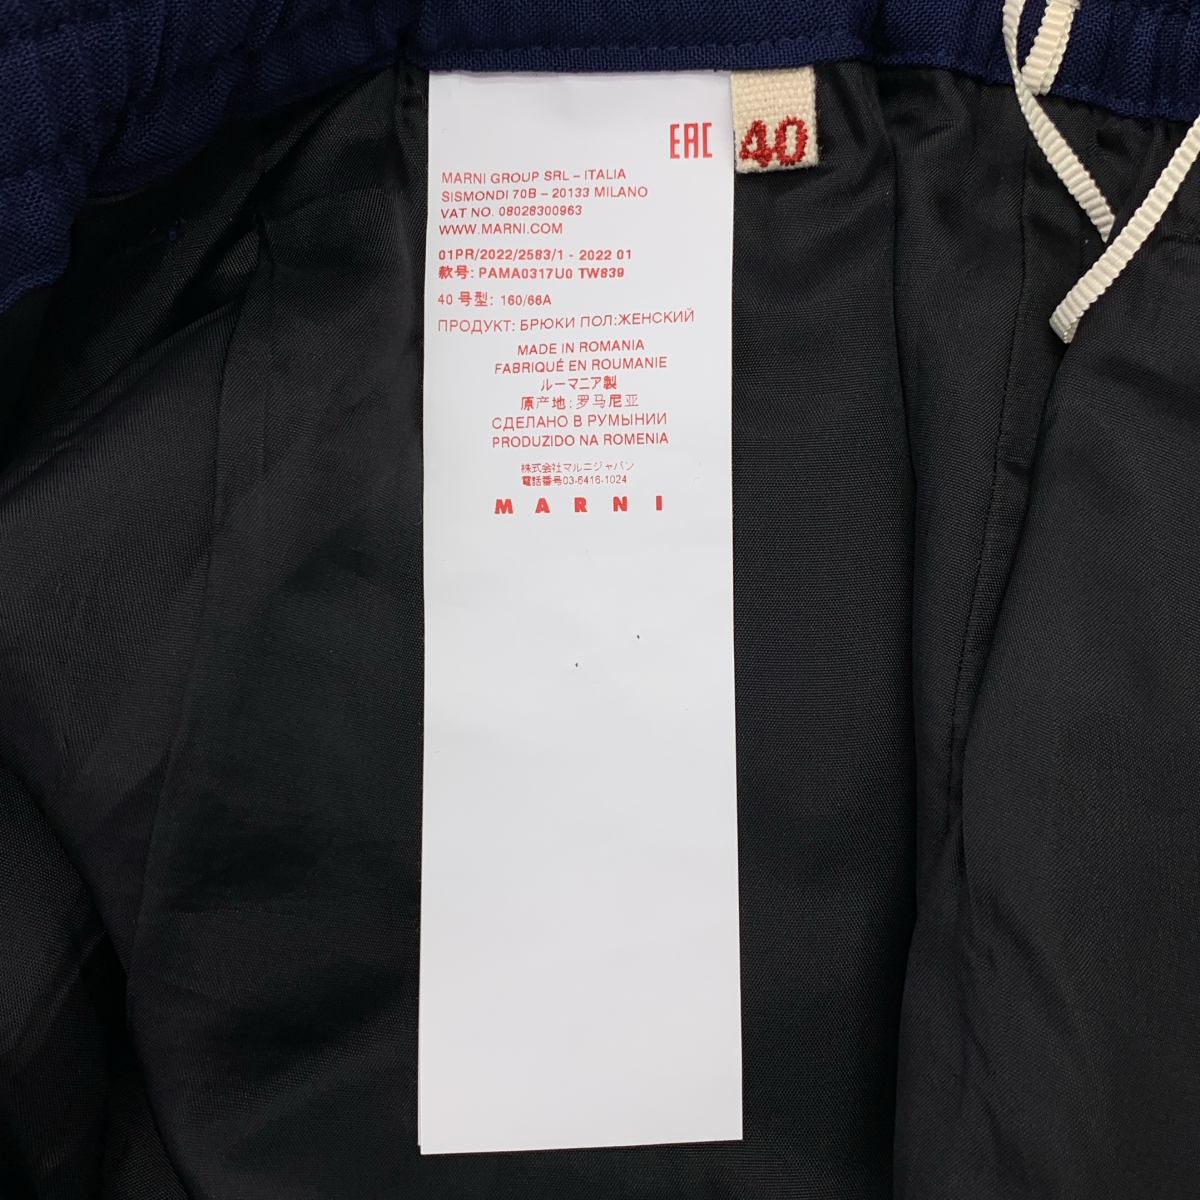 EAC
40
MARNI GROUP SRL – ITALIA
SISMONDI 70B – 20133 MILANO
VAT NO. 08028300963
WWW.MARNI.COM
01PR/2022/2583/1 - 2022 01
款号: PAMA0317U0 TW839
40 号型: 160/66A
ПРОДУКТ: БРЮКИ ПОЛ:ЖЕНСКИЙ
MADE IN ROMANIA
FABRIQUÉ EN ROUMANIE
ルーマニア製
原产地: 罗马尼亚
СДЕЛАНО В РУМЫНИИ
PRODUZIDO NA ROMENIA
株式会社マルニジャパン
電話番号03-6416-1024
MARNI